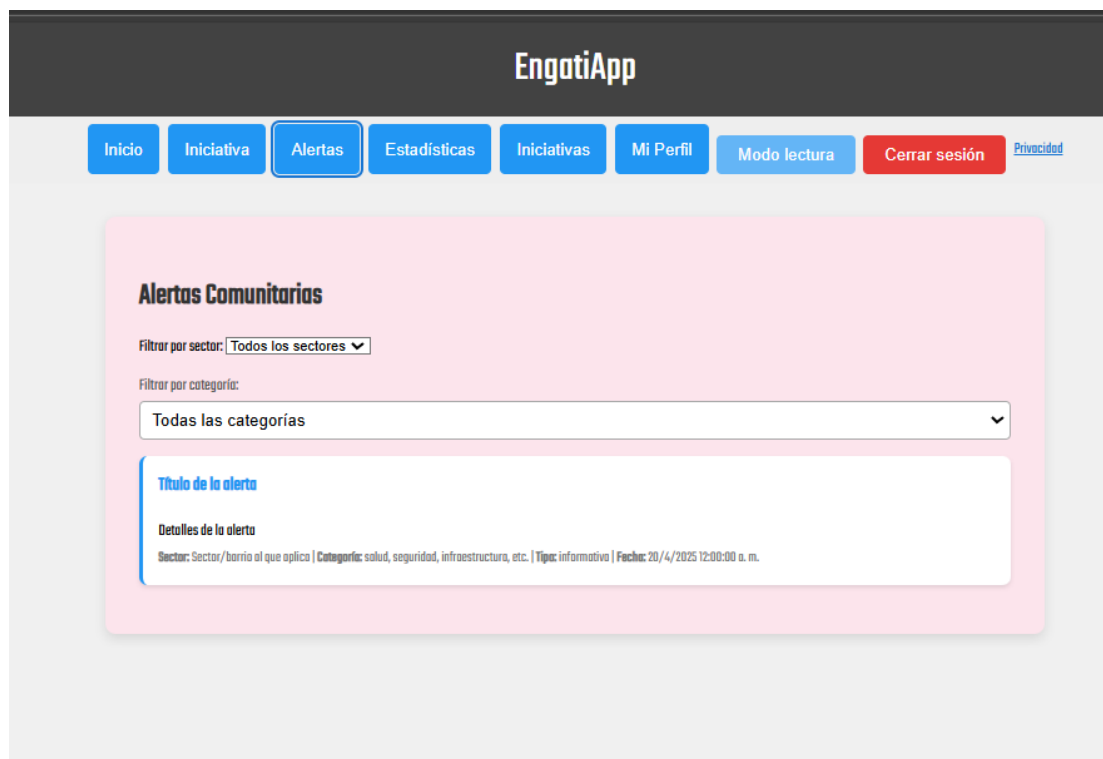 EngatiApp
Inicio Iniciativa Alertas Estadísticas Iniciativas Mi Perfil Modo lectura Cerrar sesión Privacidad
Alertas Comunitarias
Filtrar por sector: Todos los sectores
Filtrar por categoría:
Todas las categorías
Título de la alerta
Detalles de la alerta
Sector: Sector/barrio al que aplica | Categoría: salud, seguridad, infraestructura, etc. | Tipo: informativa | Fecha: 20/4/2025 12:00:00 a. m.